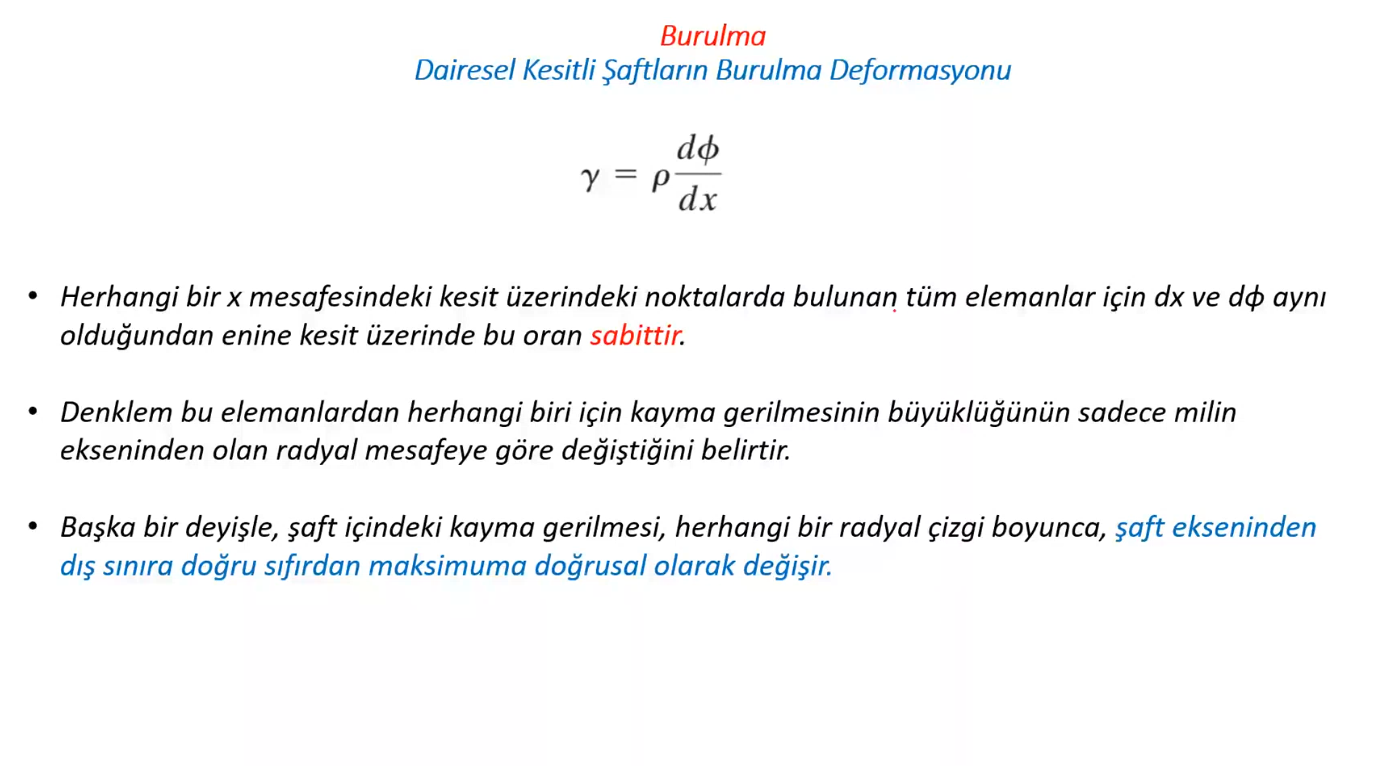 Burulma
Dairesel Kesitli Şaftların Burulma Deformasyonu
γ = ρ dϕ/dx
• Herhangi bir x mesafesindeki kesit üzerindeki noktalarda bulunan tüm elemanlar için dx ve dϕ aynı
olduğundan enine kesit üzerinde bu oran sabittir.
• Denklem bu elemanlardan herhangi biri için kayma gerilmesinin büyüklüğünün sadece milin
ekseninden olan radyal mesafeye göre değiştiğini belirtir.
• Başka bir deyişle, şaft içindeki kayma gerilmesi, herhangi bir radyal çizgi boyunca, şaft ekseninden
dış sınıra doğru sıfırdan maksimuma doğrusal olarak değişir.